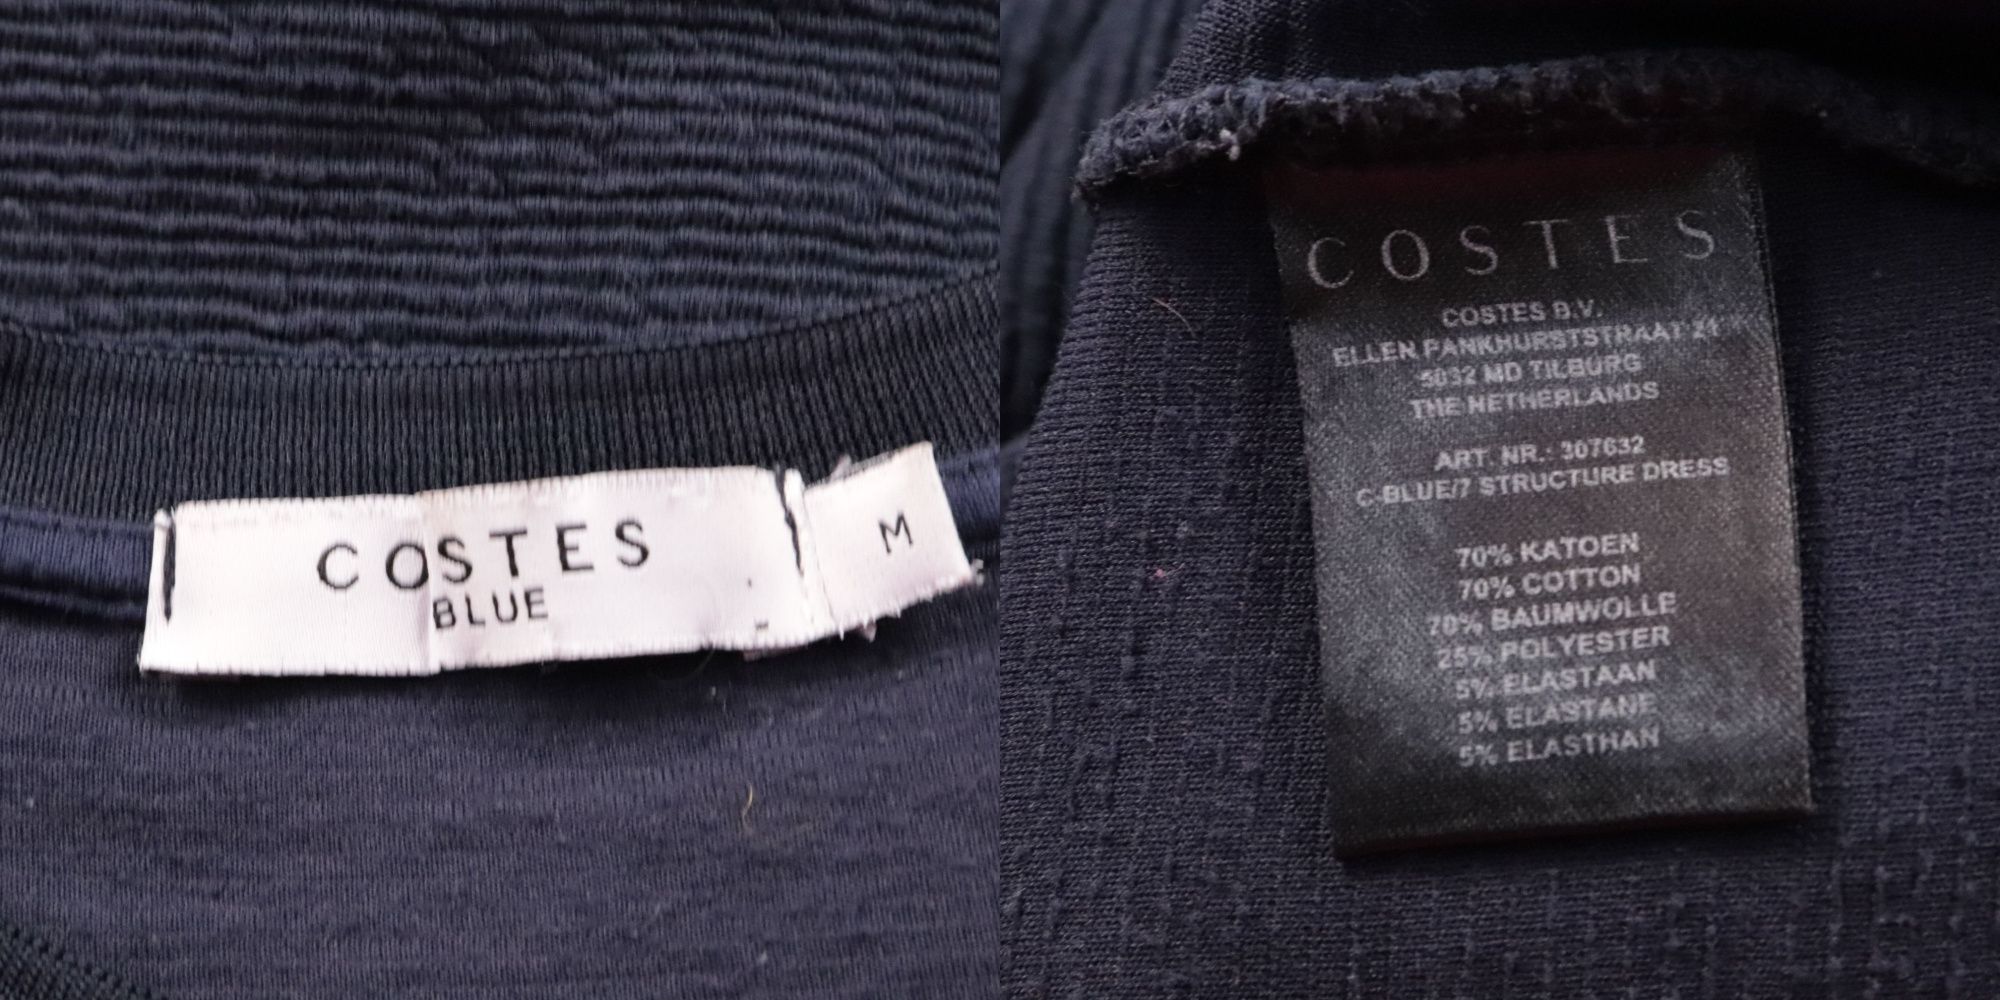 COSTES
BLUE
M
COSTES
COSTES B.V.
ELLEN PANKHURSTSTRAAT 21
5032 MD TILBURG
THE NETHERLANDS
ART. NR.: 307632
C-BLUE/7 STRUCTURE DRESS
70% KATOEN
70% COTTON
70% BAUMWOLLE
25% POLYESTER
5% ELASTAAN
5% ELASTANE
5% ELASTHAN